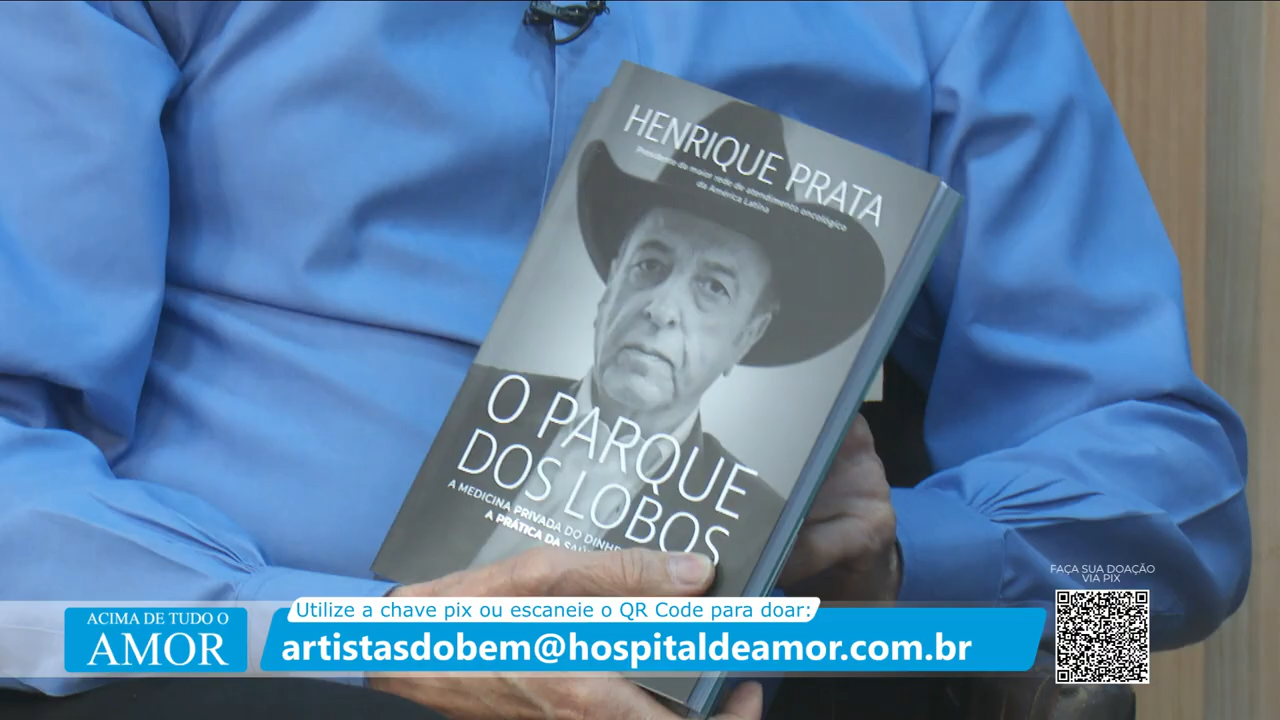 HENRIQUE PRATA
Presidente da maior rede de atendimento oncológico
da América Latina
O PARQUE
DOS LOBOS
A MEDICINA PRIVADA DO
A PRÁTICA DA
FAÇA SUA DOAÇÃO
VIA PIX
ACIMA DE TUDO O
AMOR
Utilize a chave pix ou escaneie o QR Code para doar:
artistasdobem@hospitaldeamor.com.br